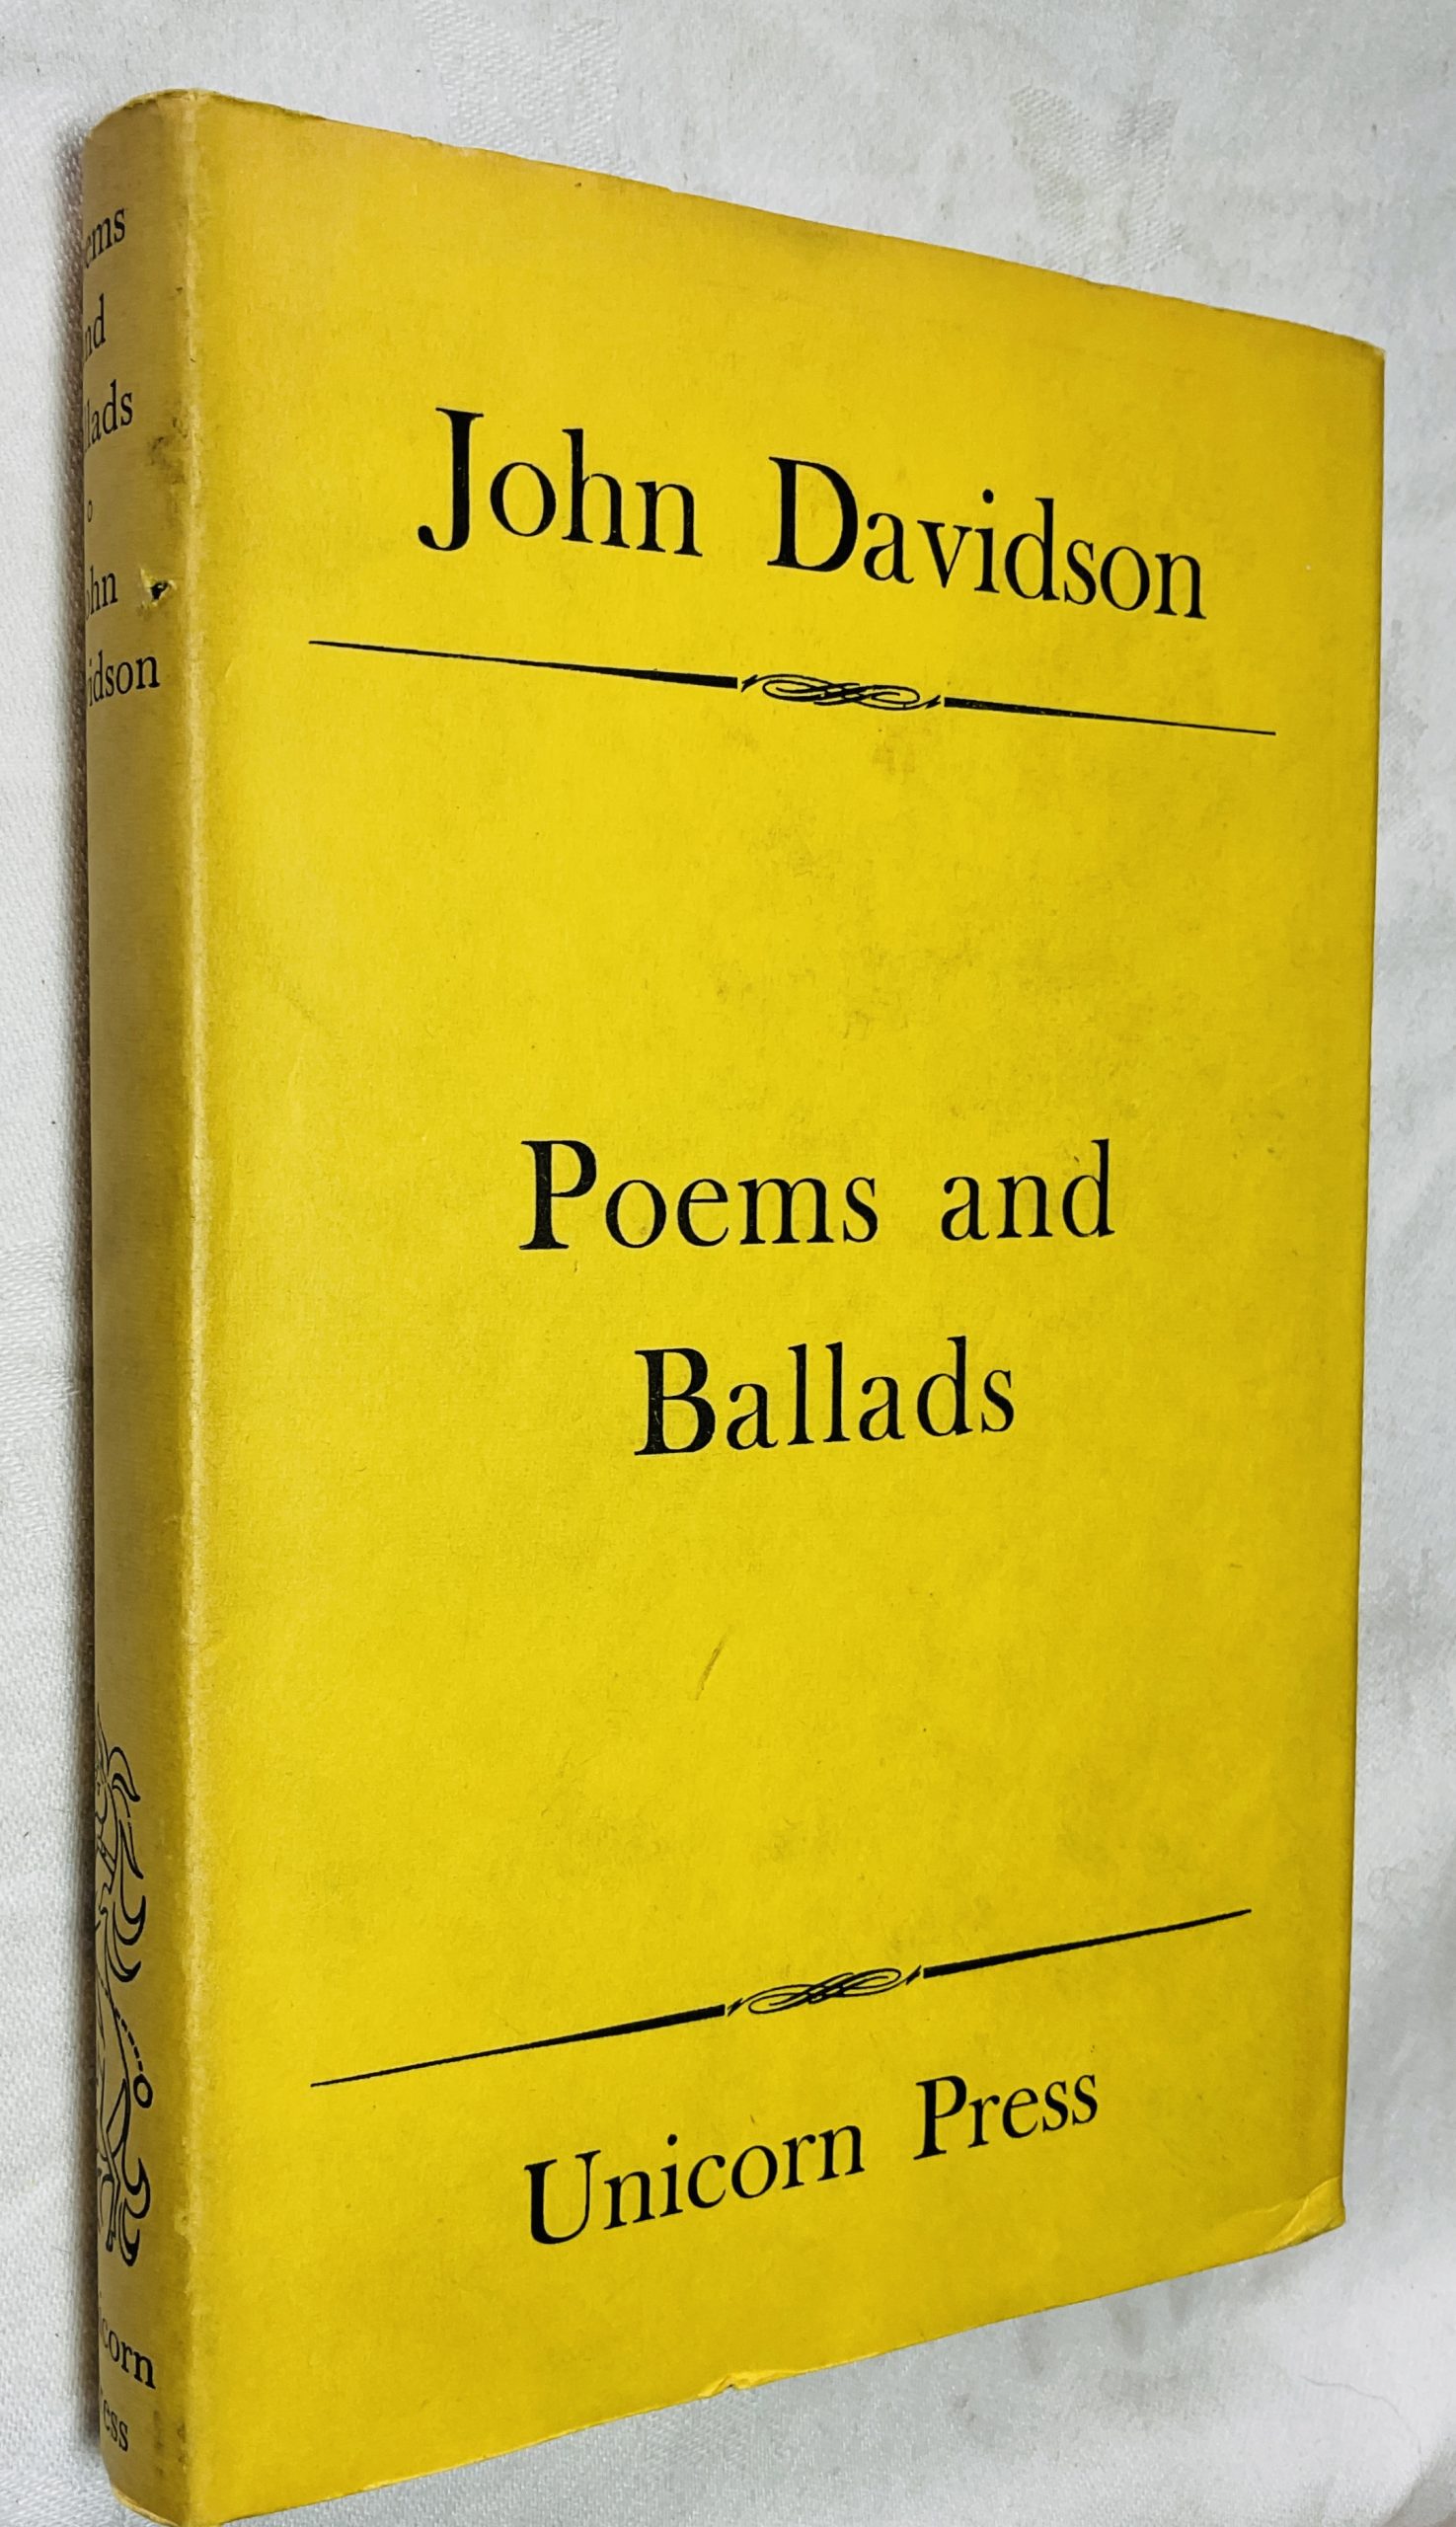 John Davidson
Poems and
Ballads
Unicorn Press